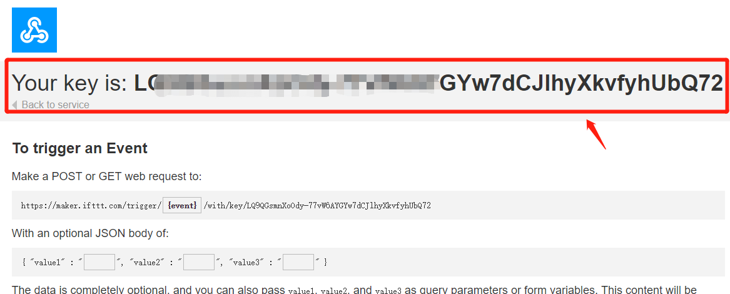 Your key is: GYw7dCJlhyXkvfyhUbQ72
Back to service
To trigger an Event
Make a POST or GET web request to:
https://maker.ifttt.com/trigger/ {event} /with/key/LQ9QGsmnXoOdy-77vW6AYGYw7dCJlhyXkvfyhUbQ72
With an optional JSON body of:
{ "value1" : " ", "value2" : " ", "value3" : " " }
The data is completely optional, and you can also pass value1, value2, and value3 as query parameters or form variables. This content will be